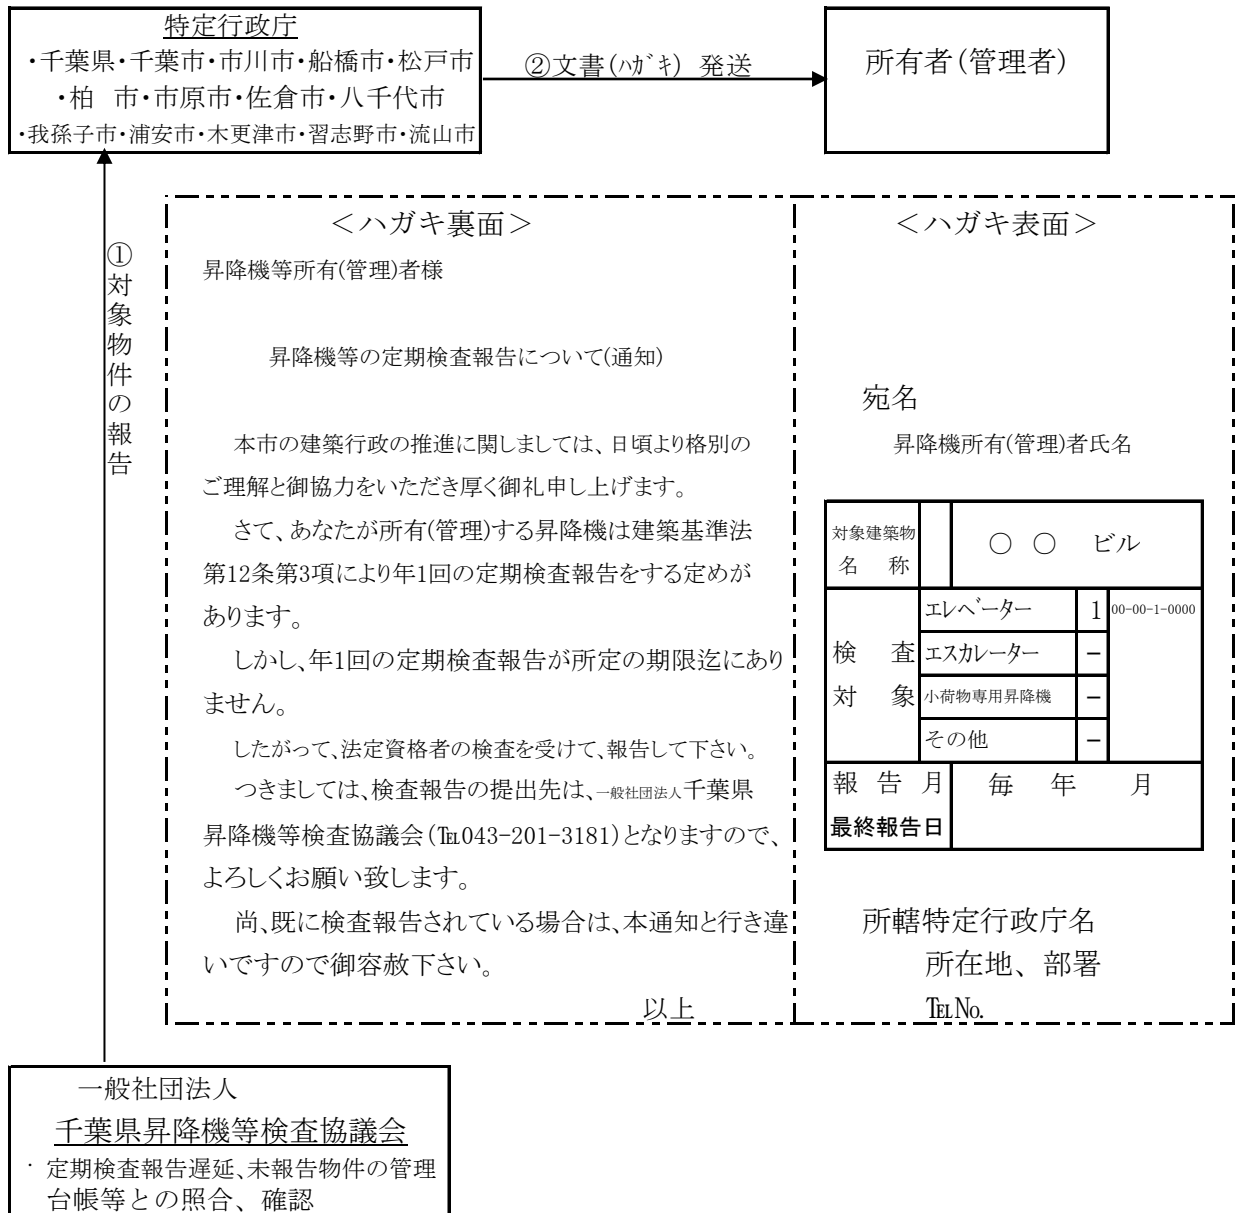 特定行政庁
・千葉県・千葉市・市川市・船橋市・松戸市
・柏　市・市原市・佐倉市・八千代市
・我孫子市・浦安市・木更津市・習志野市・流山市
②文書(ﾊｶﾞｷ) 発送
所有者(管理者)
①対象物件の報告
＜ハガキ裏面＞
昇降機等所有(管理)者様
昇降機等の定期検査報告について(通知)
本市の建築行政の推進に関しましては、日頃より格別の
ご理解と御協力をいただき厚く御礼申し上げます。
さて、あなたが所有(管理)する昇降機は建築基準法
第12条第3項により年1回の定期検査報告をする定めが
あります。
しかし、年1回の定期検査報告が所定の期限迄にあり
ません。
したがって、法定資格者の検査を受けて、報告して下さい。
つきましては、検査報告の提出先は、一般社団法人千葉県
昇降機等検査協議会(℡043-201-3181)となりますので、
よろしくお願い致します。
尚、既に検査報告されている場合は、本通知と行き違
いですので御容赦下さい。
以上
＜ハガキ表面＞
宛名
昇降機所有(管理)者氏名
対象建築物
名　称
○ ○　ビル
検　査
対　象
エレベーター 1 00-00-1-0000
エスカレーター －
小荷物専用昇降機 －
その他 －
報 告 月 毎　年　　月
最終報告日
所轄特定行政庁名
所在地、部署
℡No.
一般社団法人
千葉県昇降機等検査協議会
・定期検査報告遅延、未報告物件の管理
台帳等との照合、確認